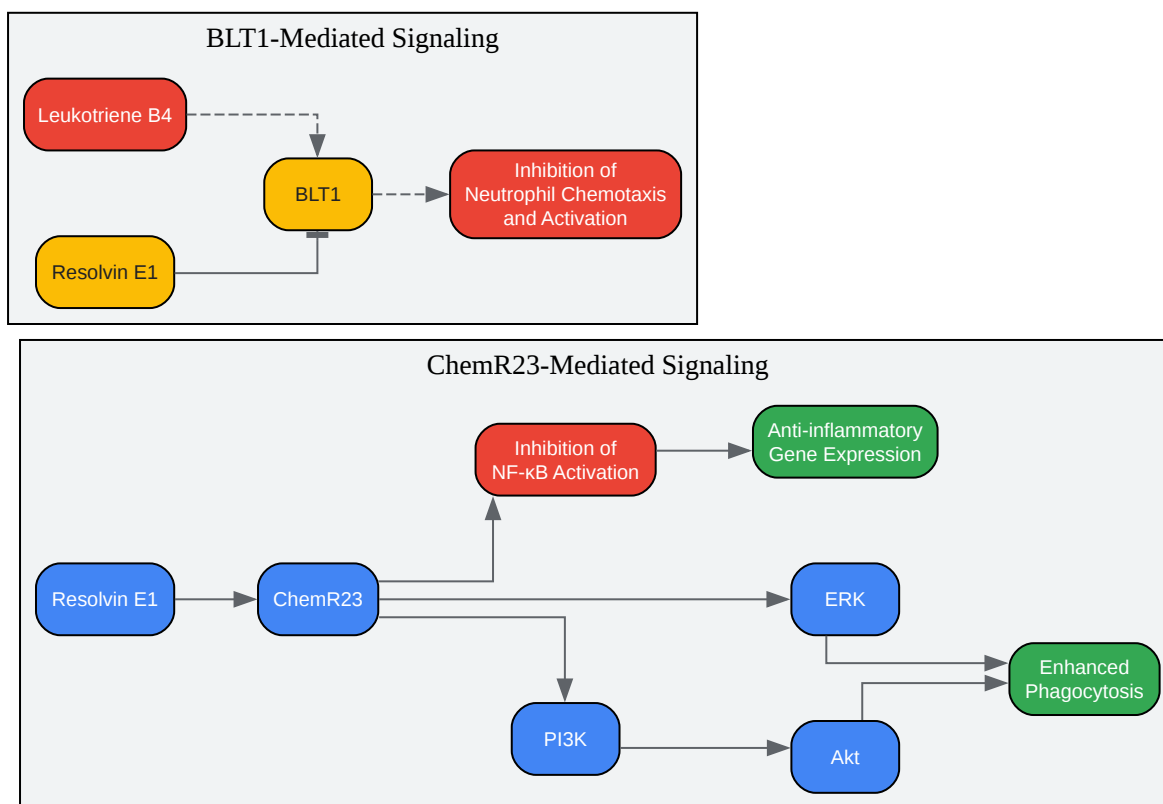 BLT1-Mediated Signaling
Leukotriene B4
BLT1
Inhibition of
Neutrophil Chemotaxis
and Activation
Resolvin E1
ChemR23-Mediated Signaling
Inhibition of
NF-κB Activation
Anti-inflammatory
Gene Expression
Resolvin E1
ChemR23
ERK
Enhanced
Phagocytosis
PI3K
Akt